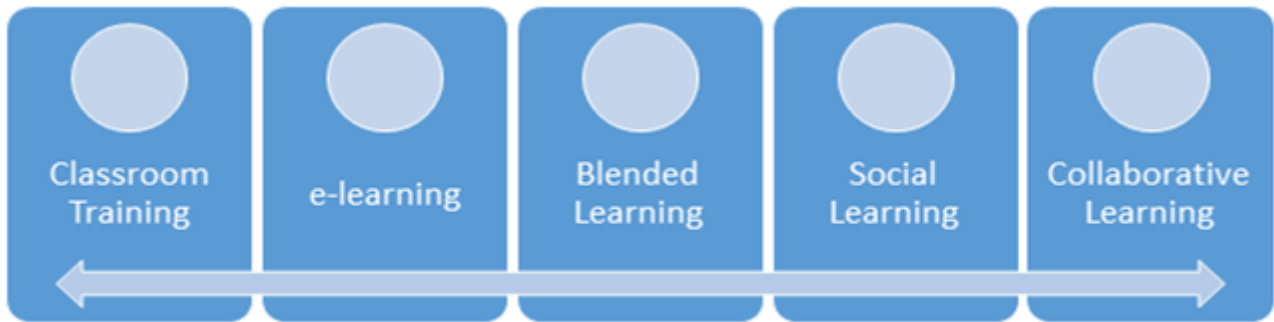 Classroom
Training
e-learning
Blended
Learning
Social
Learning
Collaborative
Learning